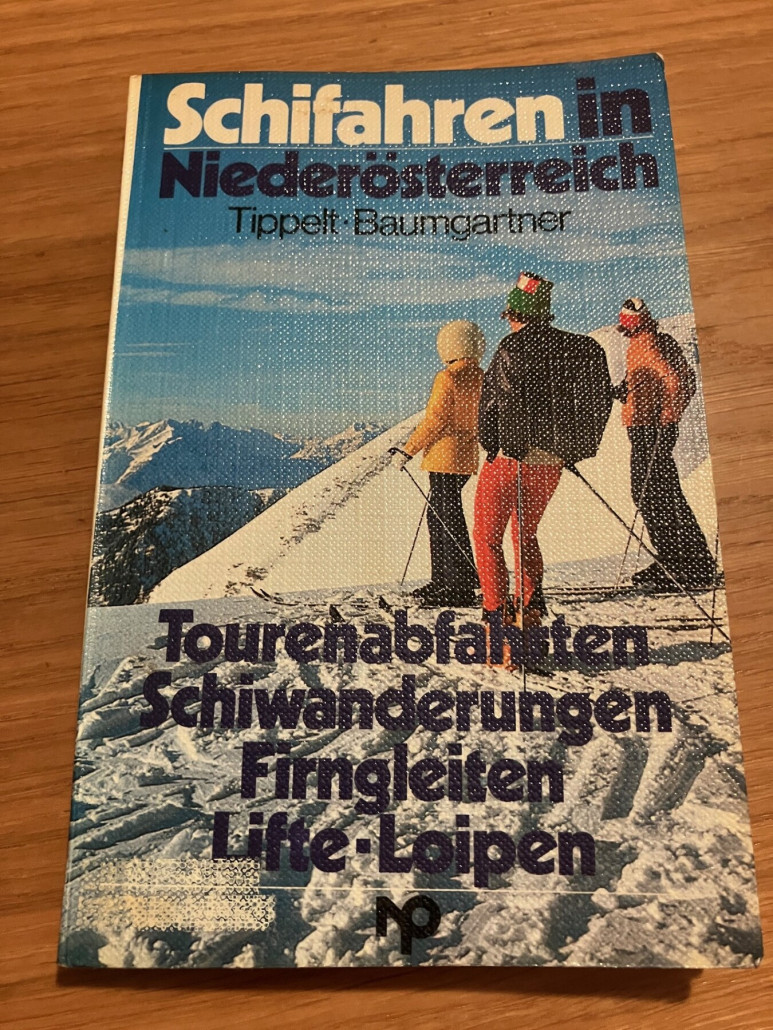 Schifahren in
Niederösterreich
Tippelt·Baumgartner
Tourenabfahrten
Schiwanderungen
Firngleiten
Lifte·Loipen
np